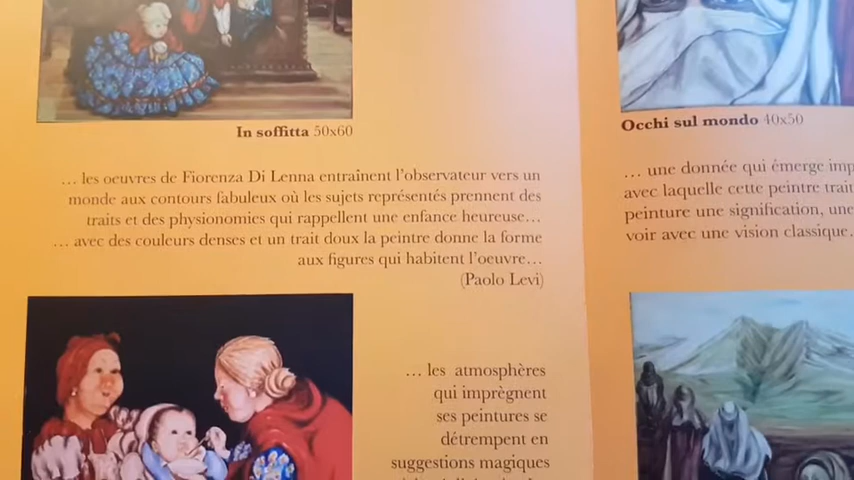 In soffitta 50x60
… les oeuvres de Fiorenza Di Lenna entraînent l'observateur vers un
monde aux contours fabuleux où les sujets représentés prennent des
traits et des physionomies qui rappellent une enfance heureuse…
…avec des couleurs denses et un trait doux la peintre donne la forme
aux figures qui habitent l'oeuvre…
(Paolo Levi)
… les atmosphères
qui imprègnent
ses peintures se
détrempent en
suggestions magiques
Occhi sul mondo 40x50
… une donnée qui émerge
avec laquelle cette peintre
peinture une signification,
voir avec une vision